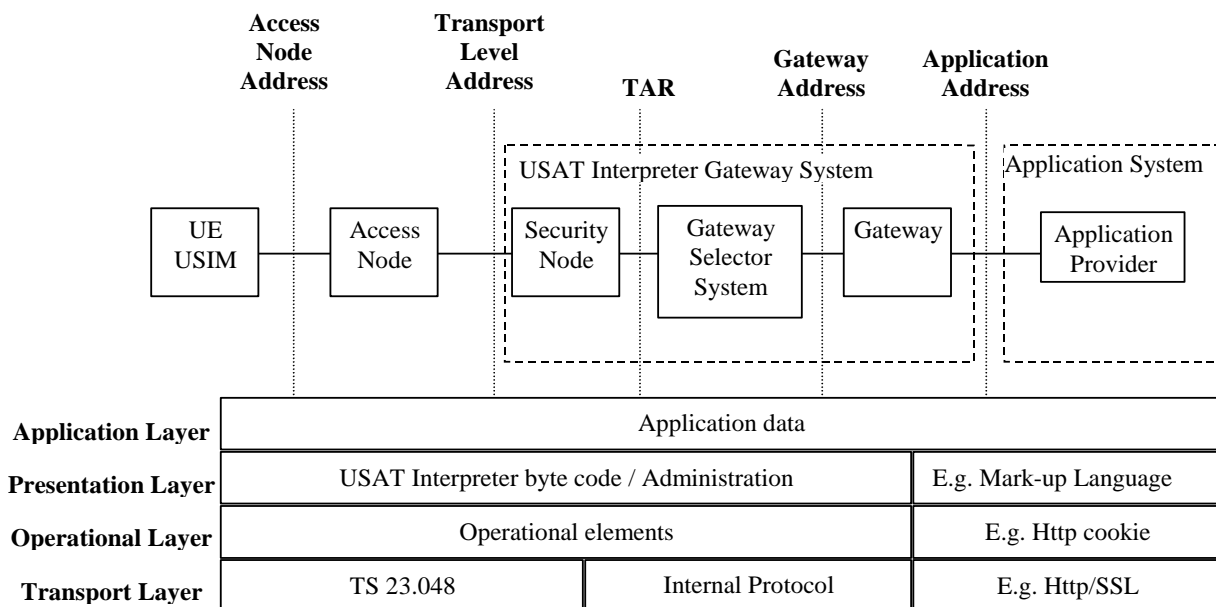 Access
Node
Address
Transport
Level
Address
TAR
Gateway
Address
Application
Address
USAT Interpreter Gateway System
Application System
UE
USIM
Access
Node
Security
Node
Gateway
Selector
System
Gateway
Application
Provider
Application Layer
Application data
Presentation Layer
USAT Interpreter byte code / Administration
E.g. Mark-up Language
Operational Layer
Operational elements
E.g. Http cookie
Transport Layer
TS 23.048
Internal Protocol
E.g. Http/SSL